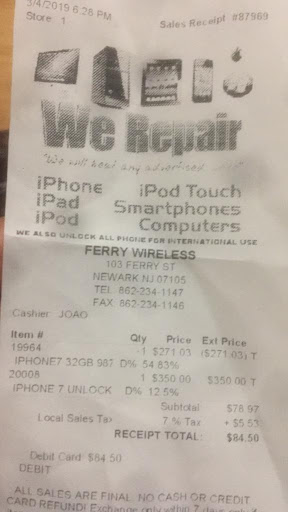 3/4/2019 6:28 PM
Store: 1
Sales Receipt #87969
We Repair
"We will beat any advertised
iPhone iPod Touch
iPad Smartphones
iPod Computers
WE ALSO UNLOCK ALL PHONE FOR INTERNATIONAL USE
FERRY WIRELESS
103 FERRY ST
NEWARK NJ 07105
TEL 862-234-1147
FAX 862-234-1146
Cashier: JOAO
Item # Qty Price Ext Price
19964 -1 $271.03 ($271.03) T
IPHONE7 32GB 987 D% 54.83%
20008 1 $350.00 $350.00 T
IPHONE 7 UNLOCK D% 12.5%
Subtotal $78.97
Local Sales Tax 7 % Tax + $5.53
RECEIPT TOTAL: $84.50
Debit Card: $84.50
DEBIT
ALL SALES ARE FINAL. NO CASH OR CREDIT
CARD REFUND! Exchange only within 7 days only if